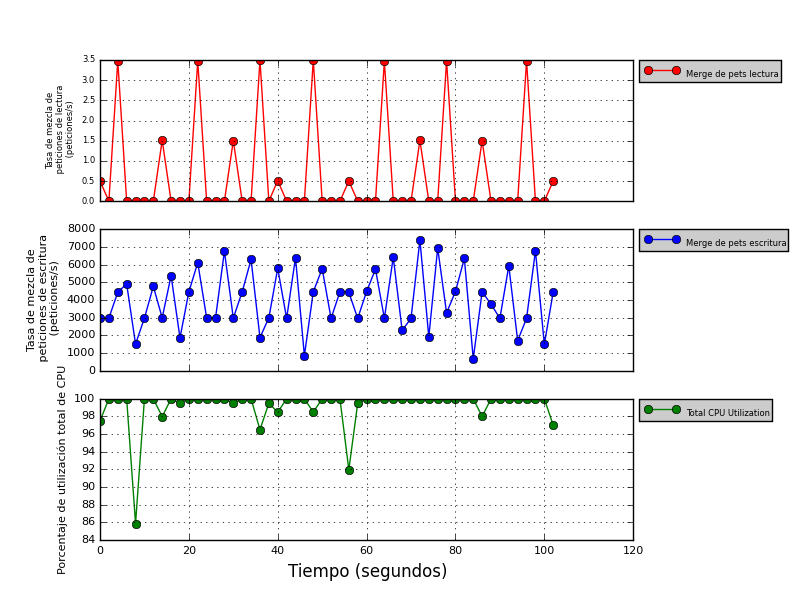 Tasa de mezcla de
peticiones de lectura
(peticiones/s)
3.5
3.0
2.5
2.0
1.5
1.0
0.5
0.0
Merge de pets lectura
Tasa de mezcla de
peticiones de escritura
(peticiones/s)
8000
7000
6000
5000
4000
3000
2000
1000
0
Merge de pets escritura
Porcentaje de utilización total de CPU
100
98
96
94
92
90
88
86
84
Total CPU Utilization
0 20 40 60 80 100 120
Tiempo (segundos)